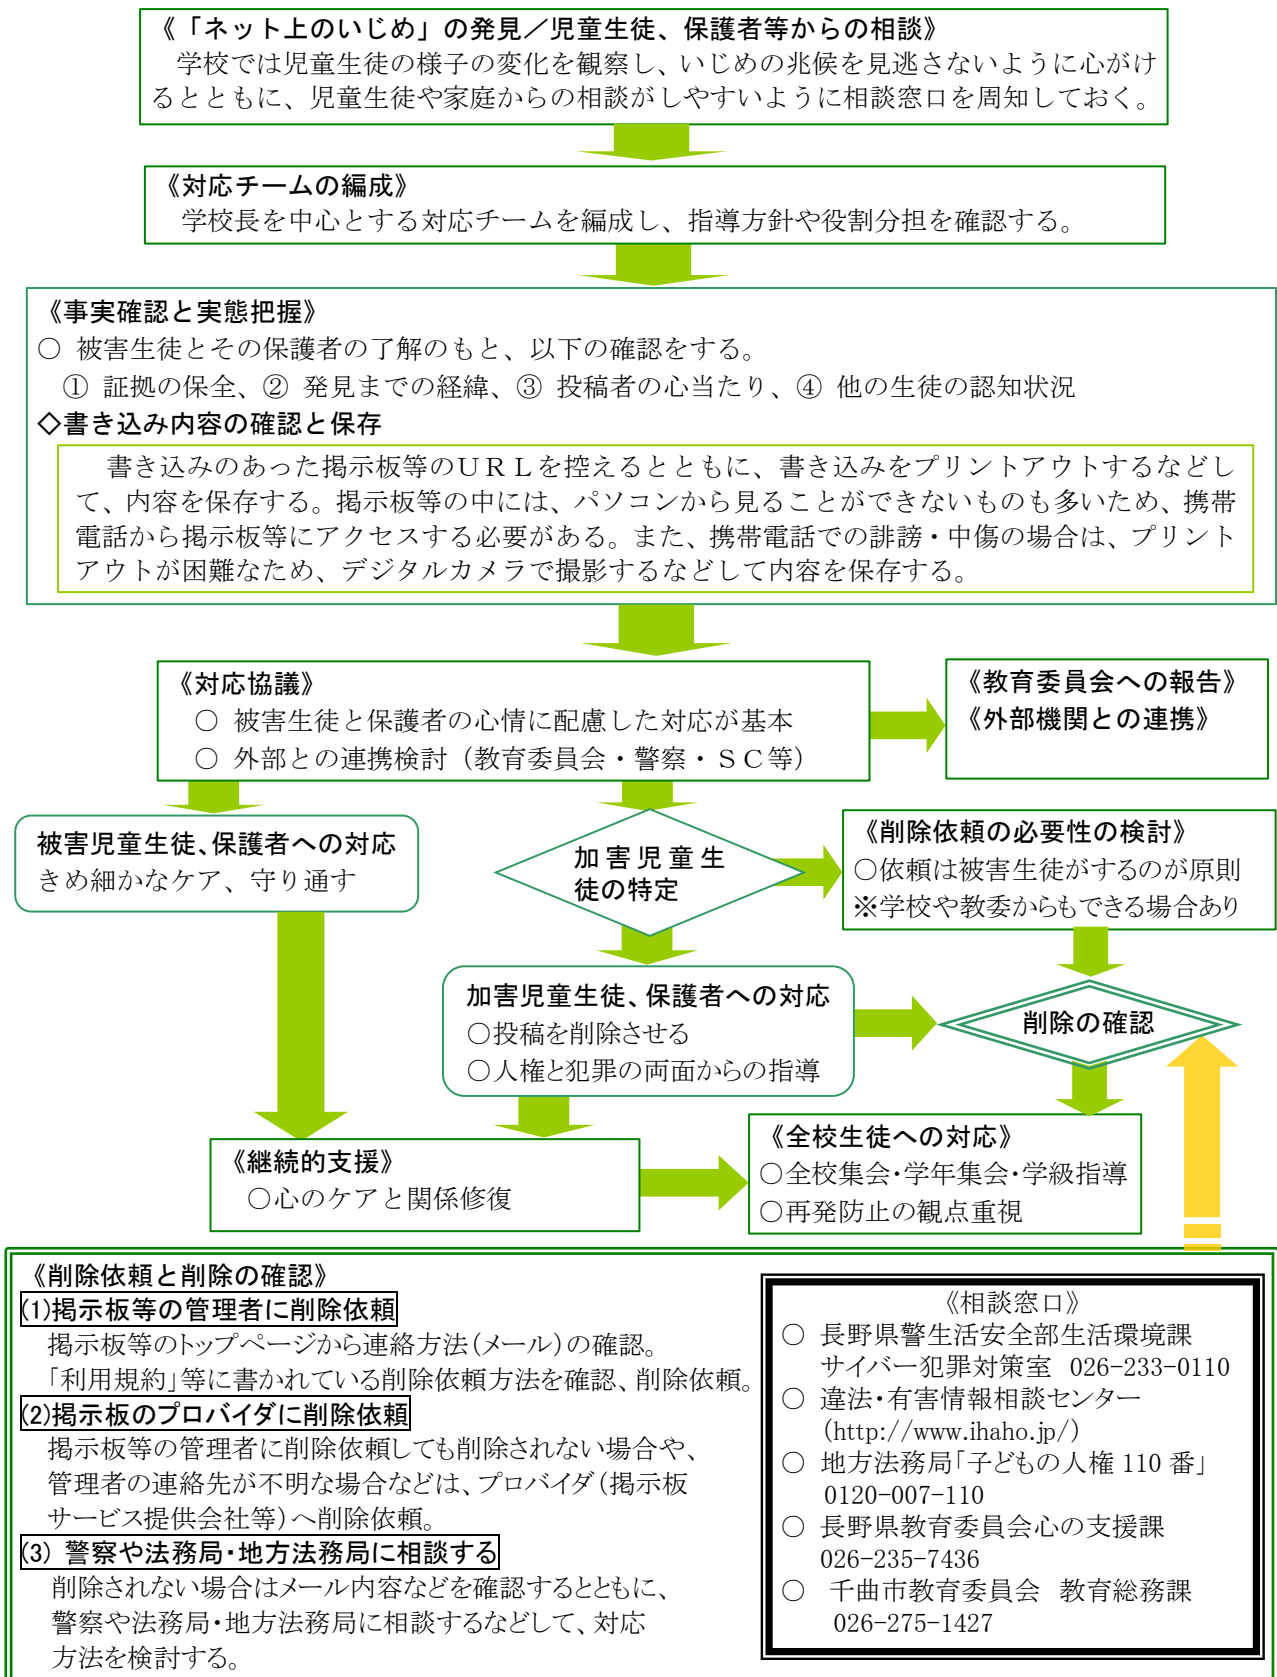 《「ネット上のいじめ」の発見／児童生徒、保護者等からの相談》
学校では児童生徒の様子の変化を観察し、いじめの兆候を見逃さないように心がけ
るとともに、児童生徒や家庭からの相談がしやすいように相談窓口を周知しておく。
《対応チームの編成》
学校長を中心とする対応チームを編成し、指導方針や役割分担を確認する。
《事実確認と実態把握》
○ 被害生徒とその保護者の了解のもと、以下の確認をする。
① 証拠の保全、② 発見までの経緯、③ 投稿者の心当たり、④ 他の生徒の認知状況
◇書き込み内容の確認と保存
書き込みのあった掲示板等のＵＲＬを控えるとともに、書き込みをプリントアウトするなどし
て、内容を保存する。掲示板等の中には、パソコンから見ることができないものも多いため、携帯
電話から掲示板等にアクセスする必要がある。また、携帯電話での誹謗・中傷の場合は、プリント
アウトが困難なため、デジタルカメラで撮影するなどして内容を保存する。
《対応協議》
○ 被害生徒と保護者の心情に配慮した対応が基本
○ 外部との連携検討（教育委員会・警察・ＳＣ等）
《教育委員会への報告》
《外部機関との連携》
被害児童生徒、保護者への対応
きめ細かなケア、守り通す
加害児童生
徒の特定
《削除依頼の必要性の検討》
○依頼は被害生徒がするのが原則
※学校や教委からもできる場合あり
加害児童生徒、保護者への対応
○投稿を削除させる
○人権と犯罪の両面からの指導
削除の確認
《継続的支援》
○心のケアと関係修復
《全校生徒への対応》
○全校集会・学年集会・学級指導
○再発防止の観点重視
《削除依頼と削除の確認》
(1)掲示板等の管理者に削除依頼
掲示板等のトップページから連絡方法（メール）の確認。
「利用規約」等に書かれている削除依頼方法を確認、削除依頼。
(2)掲示板のプロバイダに削除依頼
掲示板等の管理者に削除依頼しても削除されない場合や、
管理者の連絡先が不明な場合などは、プロバイダ（掲示板
サービス提供会社等）へ削除依頼。
(3) 警察や法務局・地方法務局に相談する
削除されない場合はメール内容などを確認するとともに、
警察や法務局・地方法務局に相談するなどして、対応
方法を検討する。
《相談窓口》
○ 長野県警生活安全部生活環境課
サイバー犯罪対策室 026-233-0110
○ 違法・有害情報相談センター
(http://www.ihaho.jp/)
○ 地方法務局「子どもの人権 110 番」
0120-007-110
○ 長野県教育委員会心の支援課
026-235-7436
○ 千曲市教育委員会 教育総務課
026-275-1427